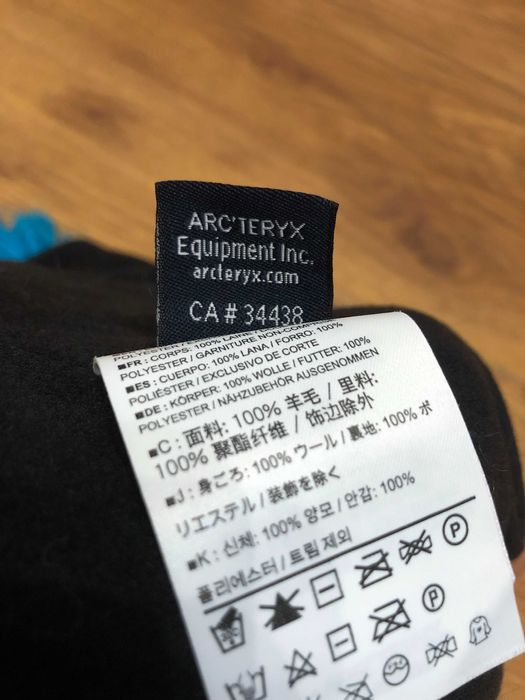 ARC'TERYX
Equipment Inc.
arcteryx.com
CA # 34438
■FR : CORPS: 100% LAINE
POLYESTER / GARNITURE NON-COMPRISE
■ES : CUERPO: 100% LANA / FORRO: 100%
POLIÉSTER / EXCLUSIVO DE CORTE
■DE : KÖRPER: 100% WOLLE / FUTTER: 100%
POLYESTER / NÄHZUBEHÖR AUSGENOMMEN
■C : 面料: 100% 羊毛 / 里料:
100% 聚酯纤维 / 饰边除外
■J : 身ごろ: 100% ウール / 裏地: 100% ポ
リエステル / 装飾を除く
■K : 신체: 100% 양모 / 안감: 100%
폴리에스터 / 트림 제외
P
P